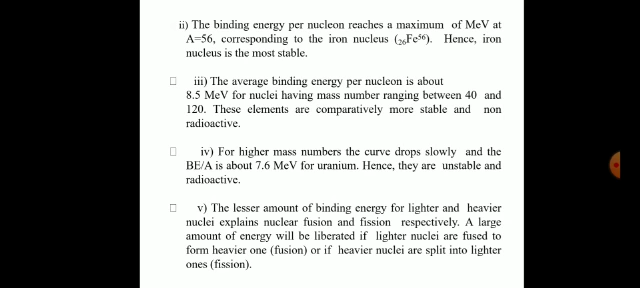 ii) The binding energy per nucleon reaches a maximum of MeV at
A=56, corresponding to the iron nucleus (₂₆Fe⁵⁶). Hence, iron
nucleus is the most stable.
iii) The average binding energy per nucleon is about
8.5 MeV for nuclei having mass number ranging between 40 and
120. These elements are comparatively more stable and non
radioactive.
iv) For higher mass numbers the curve drops slowly and the
BE/A is about 7.6 MeV for uranium. Hence, they are unstable and
radioactive.
v) The lesser amount of binding energy for lighter and heavier
nuclei explains nuclear fusion and fission respectively. A large
amount of energy will be liberated if lighter nuclei are fused to
form heavier one (fusion) or if heavier nuclei are split into lighter
ones (fission).